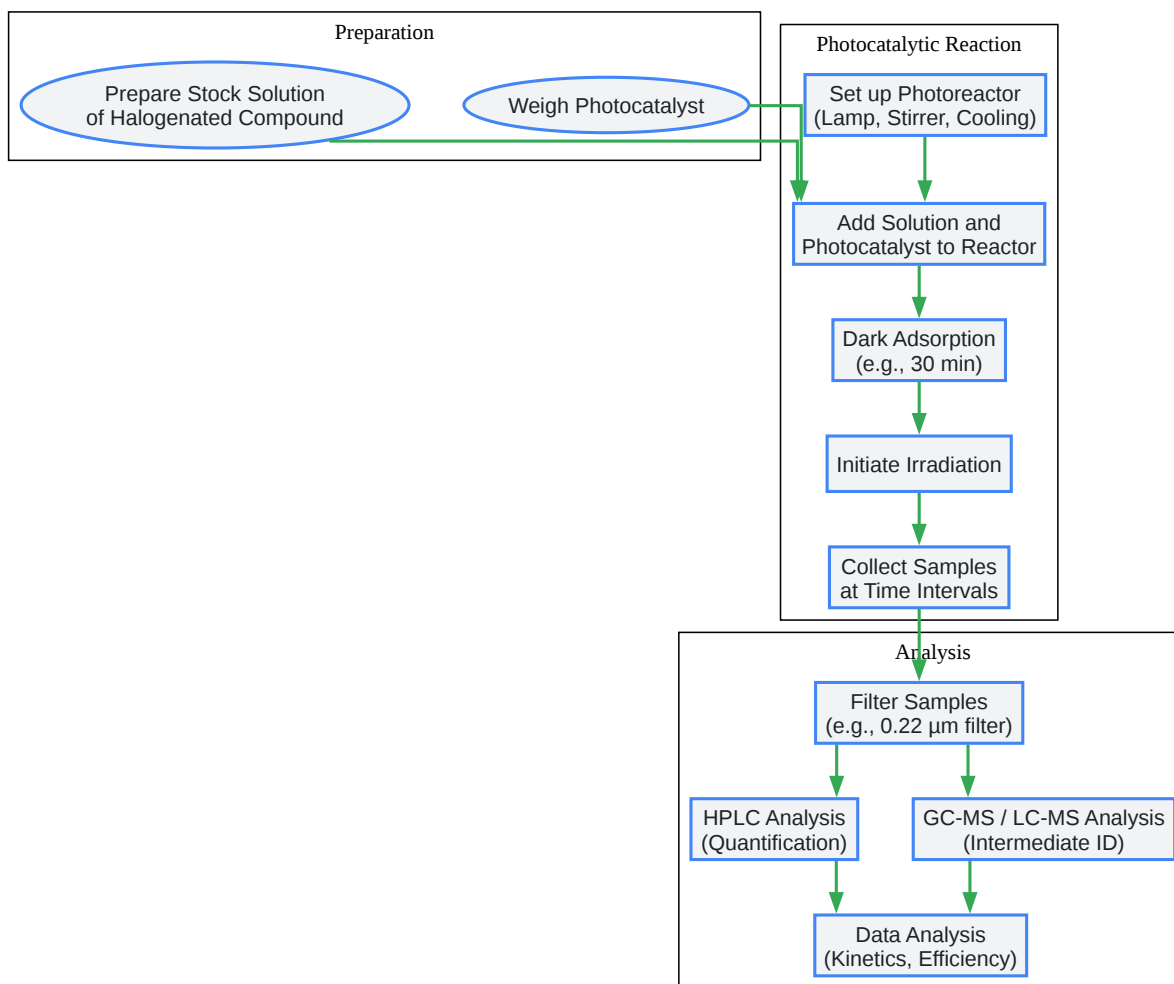 Preparation
Prepare Stock Solution
of Halogenated Compound
Weigh Photocatalyst
Photocatalytic Reaction
Set up Photoreactor
(Lamp, Stirrer, Cooling)
Add Solution and
Photocatalyst to Reactor
Dark Adsorption
(e.g., 30 min)
Initiate Irradiation
Collect Samples
at Time Intervals
Analysis
Filter Samples
(e.g., 0.22 µm filter)
HPLC Analysis
(Quantification)
GC-MS / LC-MS Analysis
(Intermediate ID)
Data Analysis
(Kinetics, Efficiency)